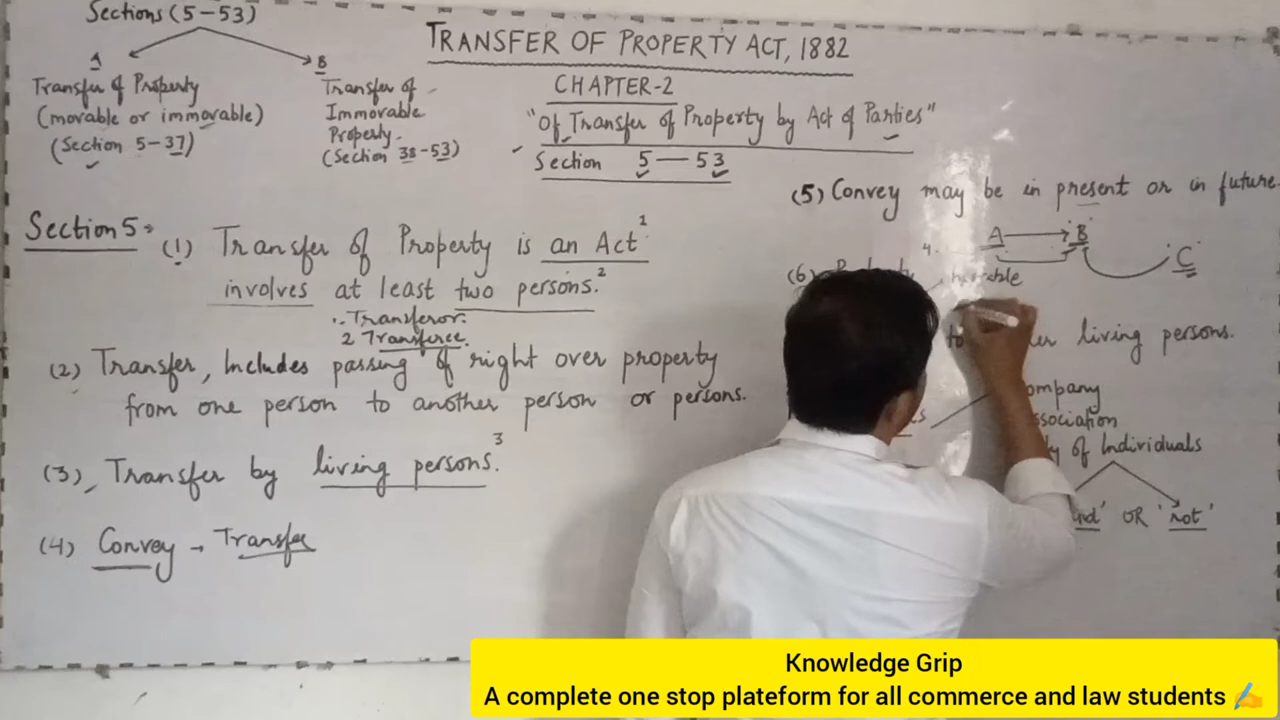 Sections (5-53)
A
Transfer of Property
(movable or immovable)
(Section 5-37)
B
Transfer of
Immovable
Property.
(Section 38-53)
TRANSFER OF PROPERTY ACT, 1882
CHAPTER-2
"Of Transfer of Property by Act of Parties"
Section 5 — 53
Section 5
(1) Transfer of Property is an Act 1
involves at least two persons. 2
1. Transferor.
2 Transferee.
(2) Transfer, Includes passing of right over property
from one person to another person or persons.
(3), Transfer by living persons. 3
(4) Convey → Transfer
(5) Convey may be in present or in future.
4. A 'B'
'C'
(6)
to living persons.
of Individuals
OR 'not'
Knowledge Grip
A complete one stop plateform for all commerce and law students ✍️